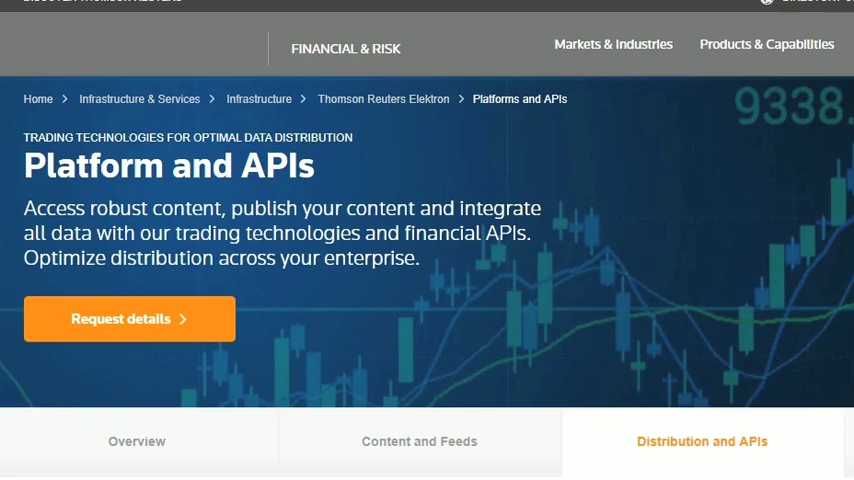 FINANCIAL & RISK
Markets & Industries
Products & Capabilities
Home > Infrastructure & Services > Infrastructure > Thomson Reuters Elektron > Platforms and APIs
9338.
TRADING TECHNOLOGIES FOR OPTIMAL DATA DISTRIBUTION
Platform and APIs
Access robust content, publish your content and integrate
all data with our trading technologies and financial APIs.
Optimize distribution across your enterprise.
Request details >
Overview
Content and Feeds
Distribution and APIs